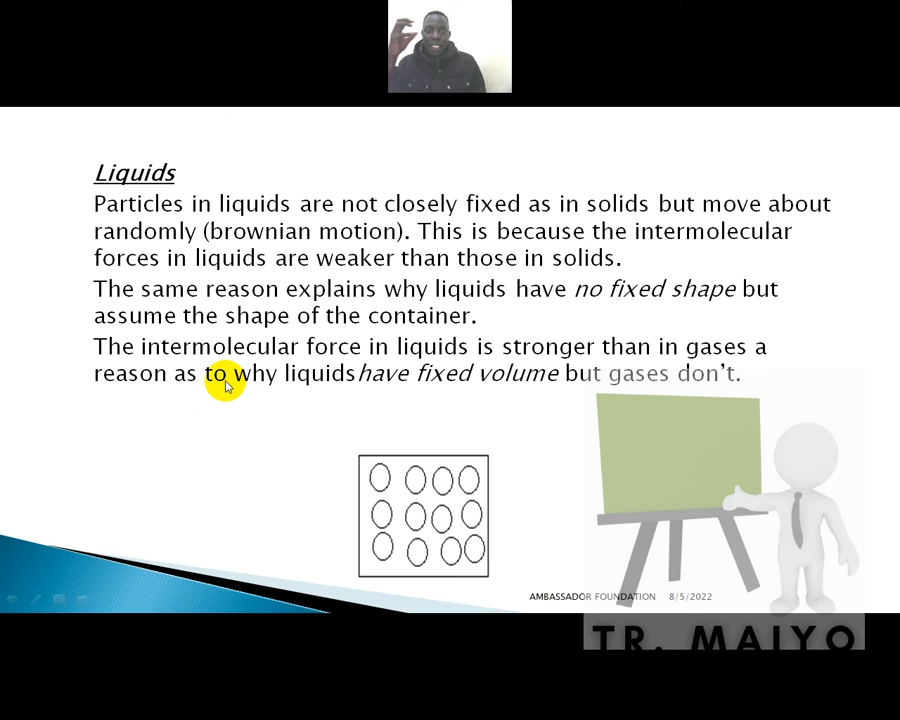 Liquids
Particles in liquids are not closely fixed as in solids but move about
randomly (brownian motion). This is because the intermolecular
forces in liquids are weaker than those in solids.
The same reason explains why liquids have no fixed shape but
assume the shape of the container.
The intermolecular force in liquids is stronger than in gases a
reason as to why liquidshave fixed volume but gases don't.
AMBASSADOR FOUNDATION 8/5/2022
TR. MAIYO